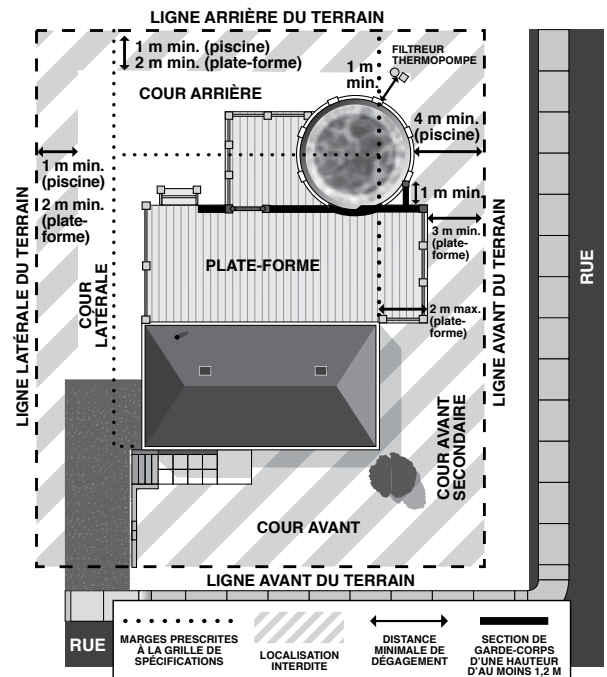 LIGNE ARRIÈRE DU TERRAIN
1 m min. (piscine)
2 m min. (plate-forme)
FILTREUR
THERMOPOMPE
1 m
min.
COUR ARRIÈRE
4 m min.
(piscine)
1 m min.
(piscine)
2 m min.
(plate-
forme)
1 m min.
3 m min.
(plate-
forme)
PLATE-FORME
2 m max.
(plate-
forme)
COUR
LATÉRALE
LIGNE LATÉRALE DU TERRAIN
LIGNE AVANT DU TERRAIN
RUE
COUR AVANT
SECONDAIRE
COUR AVANT
LIGNE AVANT DU TERRAIN
RUE
MARGES PRESCRITES
À LA GRILLE DE
SPÉCIFICATIONS
LOCALISATION
INTERDITE
DISTANCE
MINIMALE DE
DÉGAGEMENT
SECTION DE
GARDE-CORPS
D'UNE HAUTEUR
D'AU MOINS 1,2 M